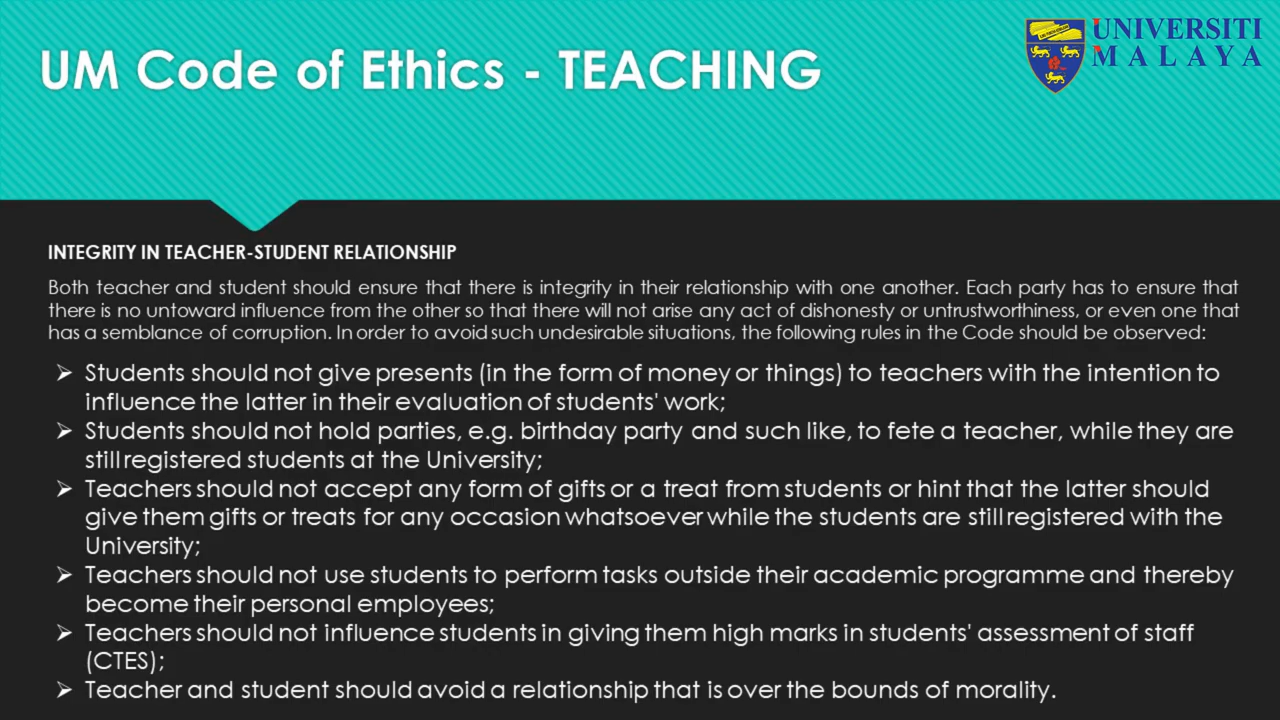 UM Code of Ethics - TEACHING
UNIVERSITI
MALAYA
INTEGRITY IN TEACHER-STUDENT RELATIONSHIP
Both teacher and student should ensure that there is integrity in their relationship with one another. Each party has to ensure that
there is no untoward influence from the other so that there will not arise any act of dishonesty or untrustworthiness, or even one that
has a semblance of corruption. In order to avoid such undesirable situations, the following rules in the Code should be observed:
➢ Students should not give presents (in the form of money or things) to teachers with the intention to
influence the latter in their evaluation of students' work;
➢ Students should not hold parties, e.g. birthday party and such like, to fete a teacher, while they are
still registered students at the University;
➢ Teachers should not accept any form of gifts or a treat from students or hint that the latter should
give them gifts or treats for any occasion whatsoever while the students are still registered with the
University;
➢ Teachers should not use students to perform tasks outside their academic programme and thereby
become their personal employees;
➢ Teachers should not influence students in giving them high marks in students' assessment of staff
(CTES);
➢ Teacher and student should avoid a relationship that is over the bounds of morality.